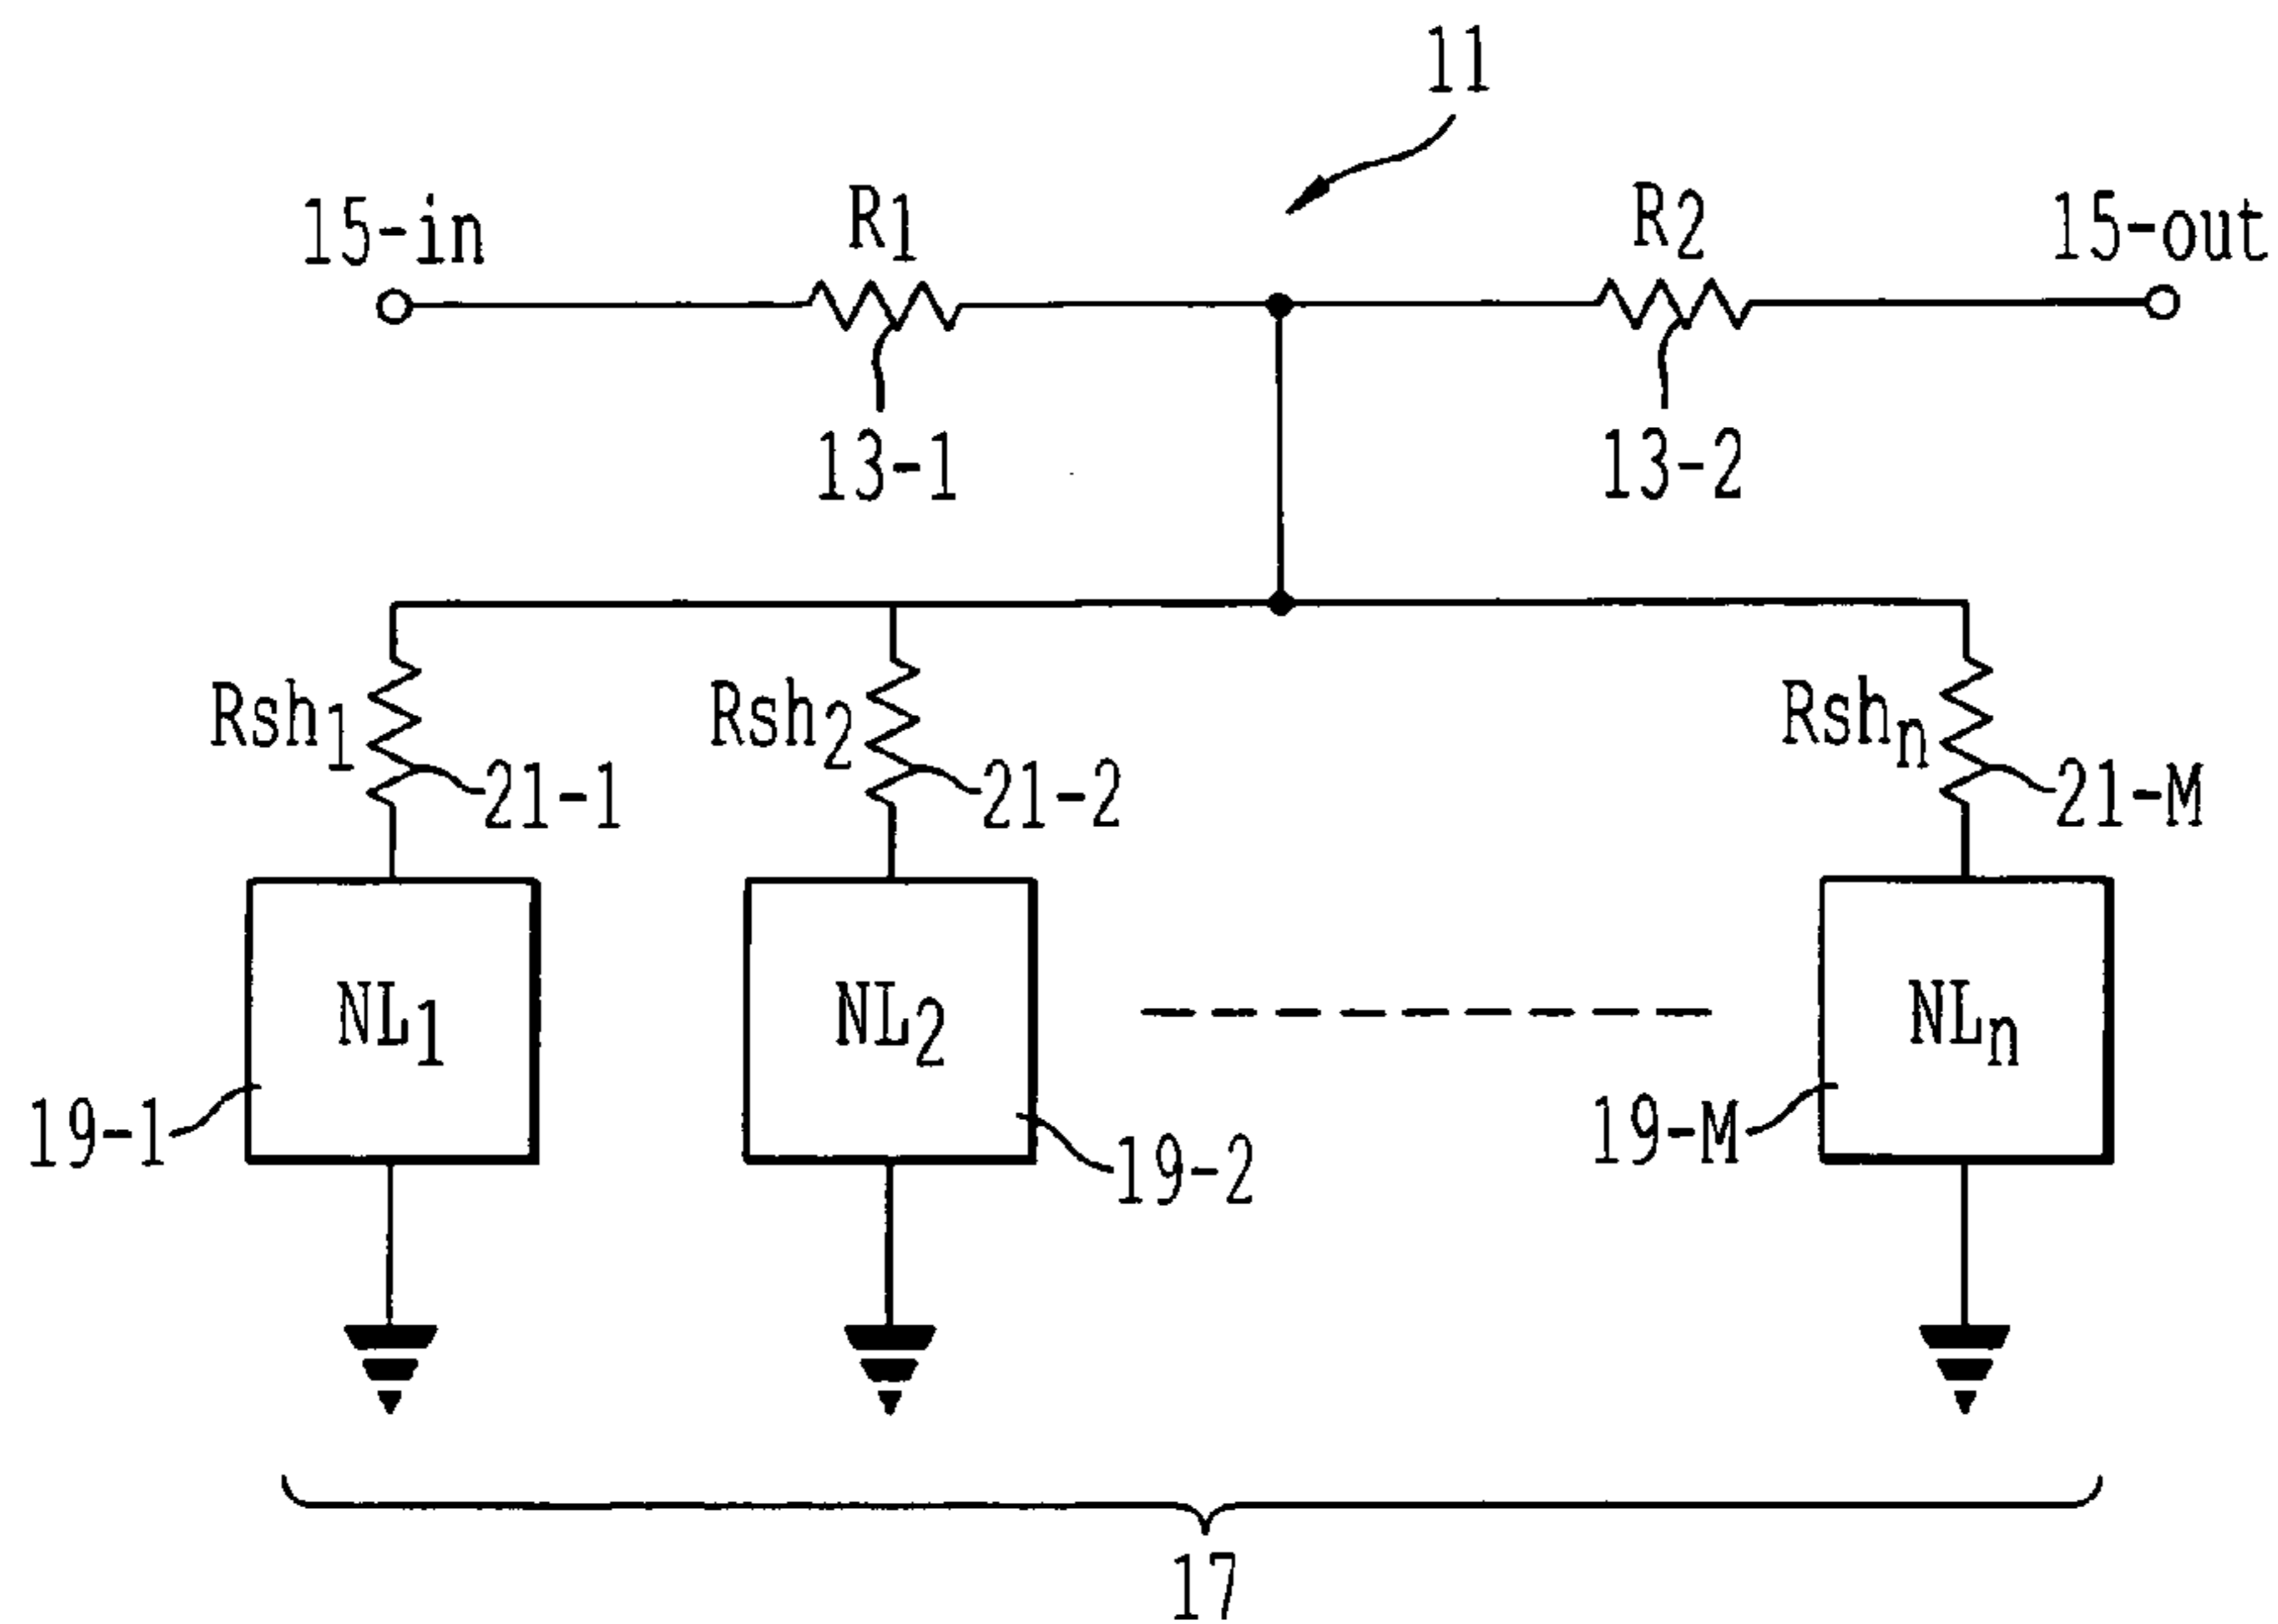 11
15-in
R1
R2
15-out
13-1
13-2
Rsh1
Rsh2
Rshn
21-1
21-2
21-M
NL1
NL2
NLn
19-1
19-2
19-M
17